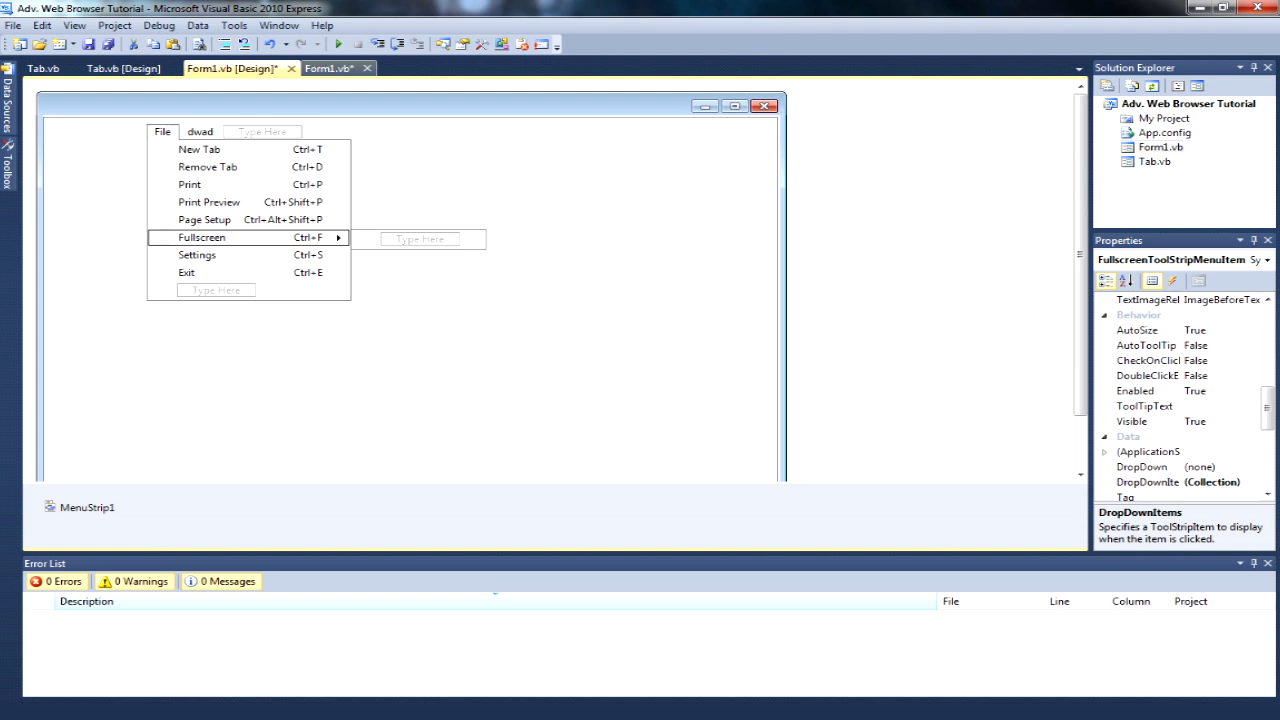 Adv. Web Browser Tutorial - Microsoft Visual Basic 2010 Express
File Edit View Project Debug Data Tools Window Help
Tab.vb Tab.vb [Design] Form1.vb [Design]* Form1.vb*
Data Sources
Toolbox
File dwad Type Here
New Tab Ctrl+T
Remove Tab Ctrl+D
Print Ctrl+P
Print Preview Ctrl+Shift+P
Page Setup Ctrl+Alt+Shift+P
Fullscreen Ctrl+F Type Here
Settings Ctrl+S
Exit Ctrl+E
Type Here
MenuStrip1
Solution Explorer
Adv. Web Browser Tutorial
My Project
App.config
Form1.vb
Tab.vb
Properties
FullscreenToolStripMenuItem Sy
TextImageRel ImageBeforeTex
Behavior
AutoSize True
AutoToolTip False
CheckOnClicl False
DoubleClickE False
Enabled True
ToolTipText
Visible True
Data
(ApplicationS
DropDown (none)
DropDownIte (Collection)
Tag
DropDownItems
Specifies a ToolStripItem to display
when the item is clicked.
Error List
0 Errors 0 Warnings 0 Messages
Description File Line Column Project